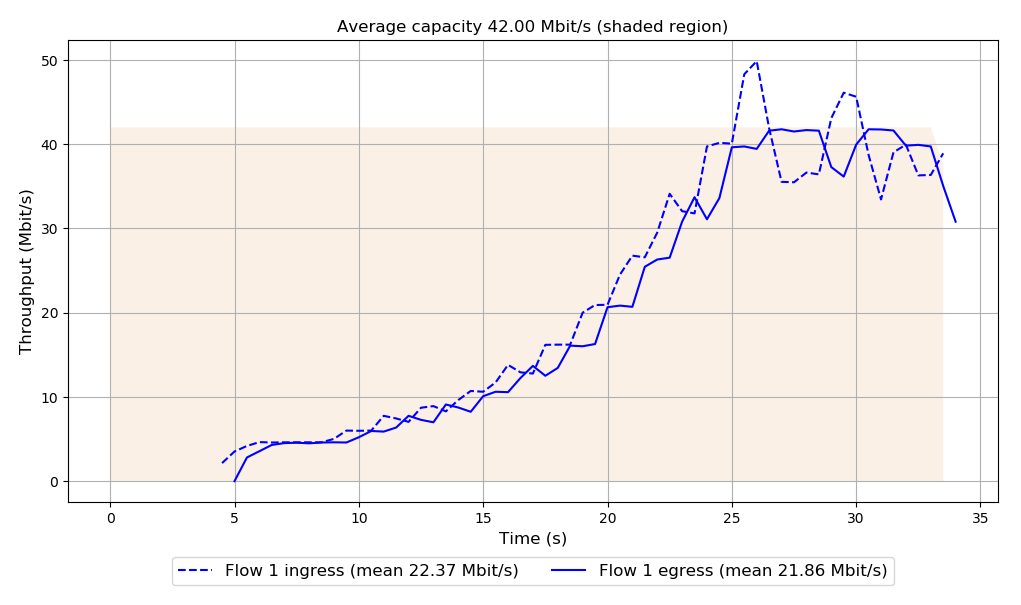 Average capacity 42.00 Mbit/s (shaded region)
Throughput (Mbit/s)
50
40
30
20
10
0
0 5 10 15 20 25 30 35
Time (s)
Flow 1 ingress (mean 22.37 Mbit/s) Flow 1 egress (mean 21.86 Mbit/s)